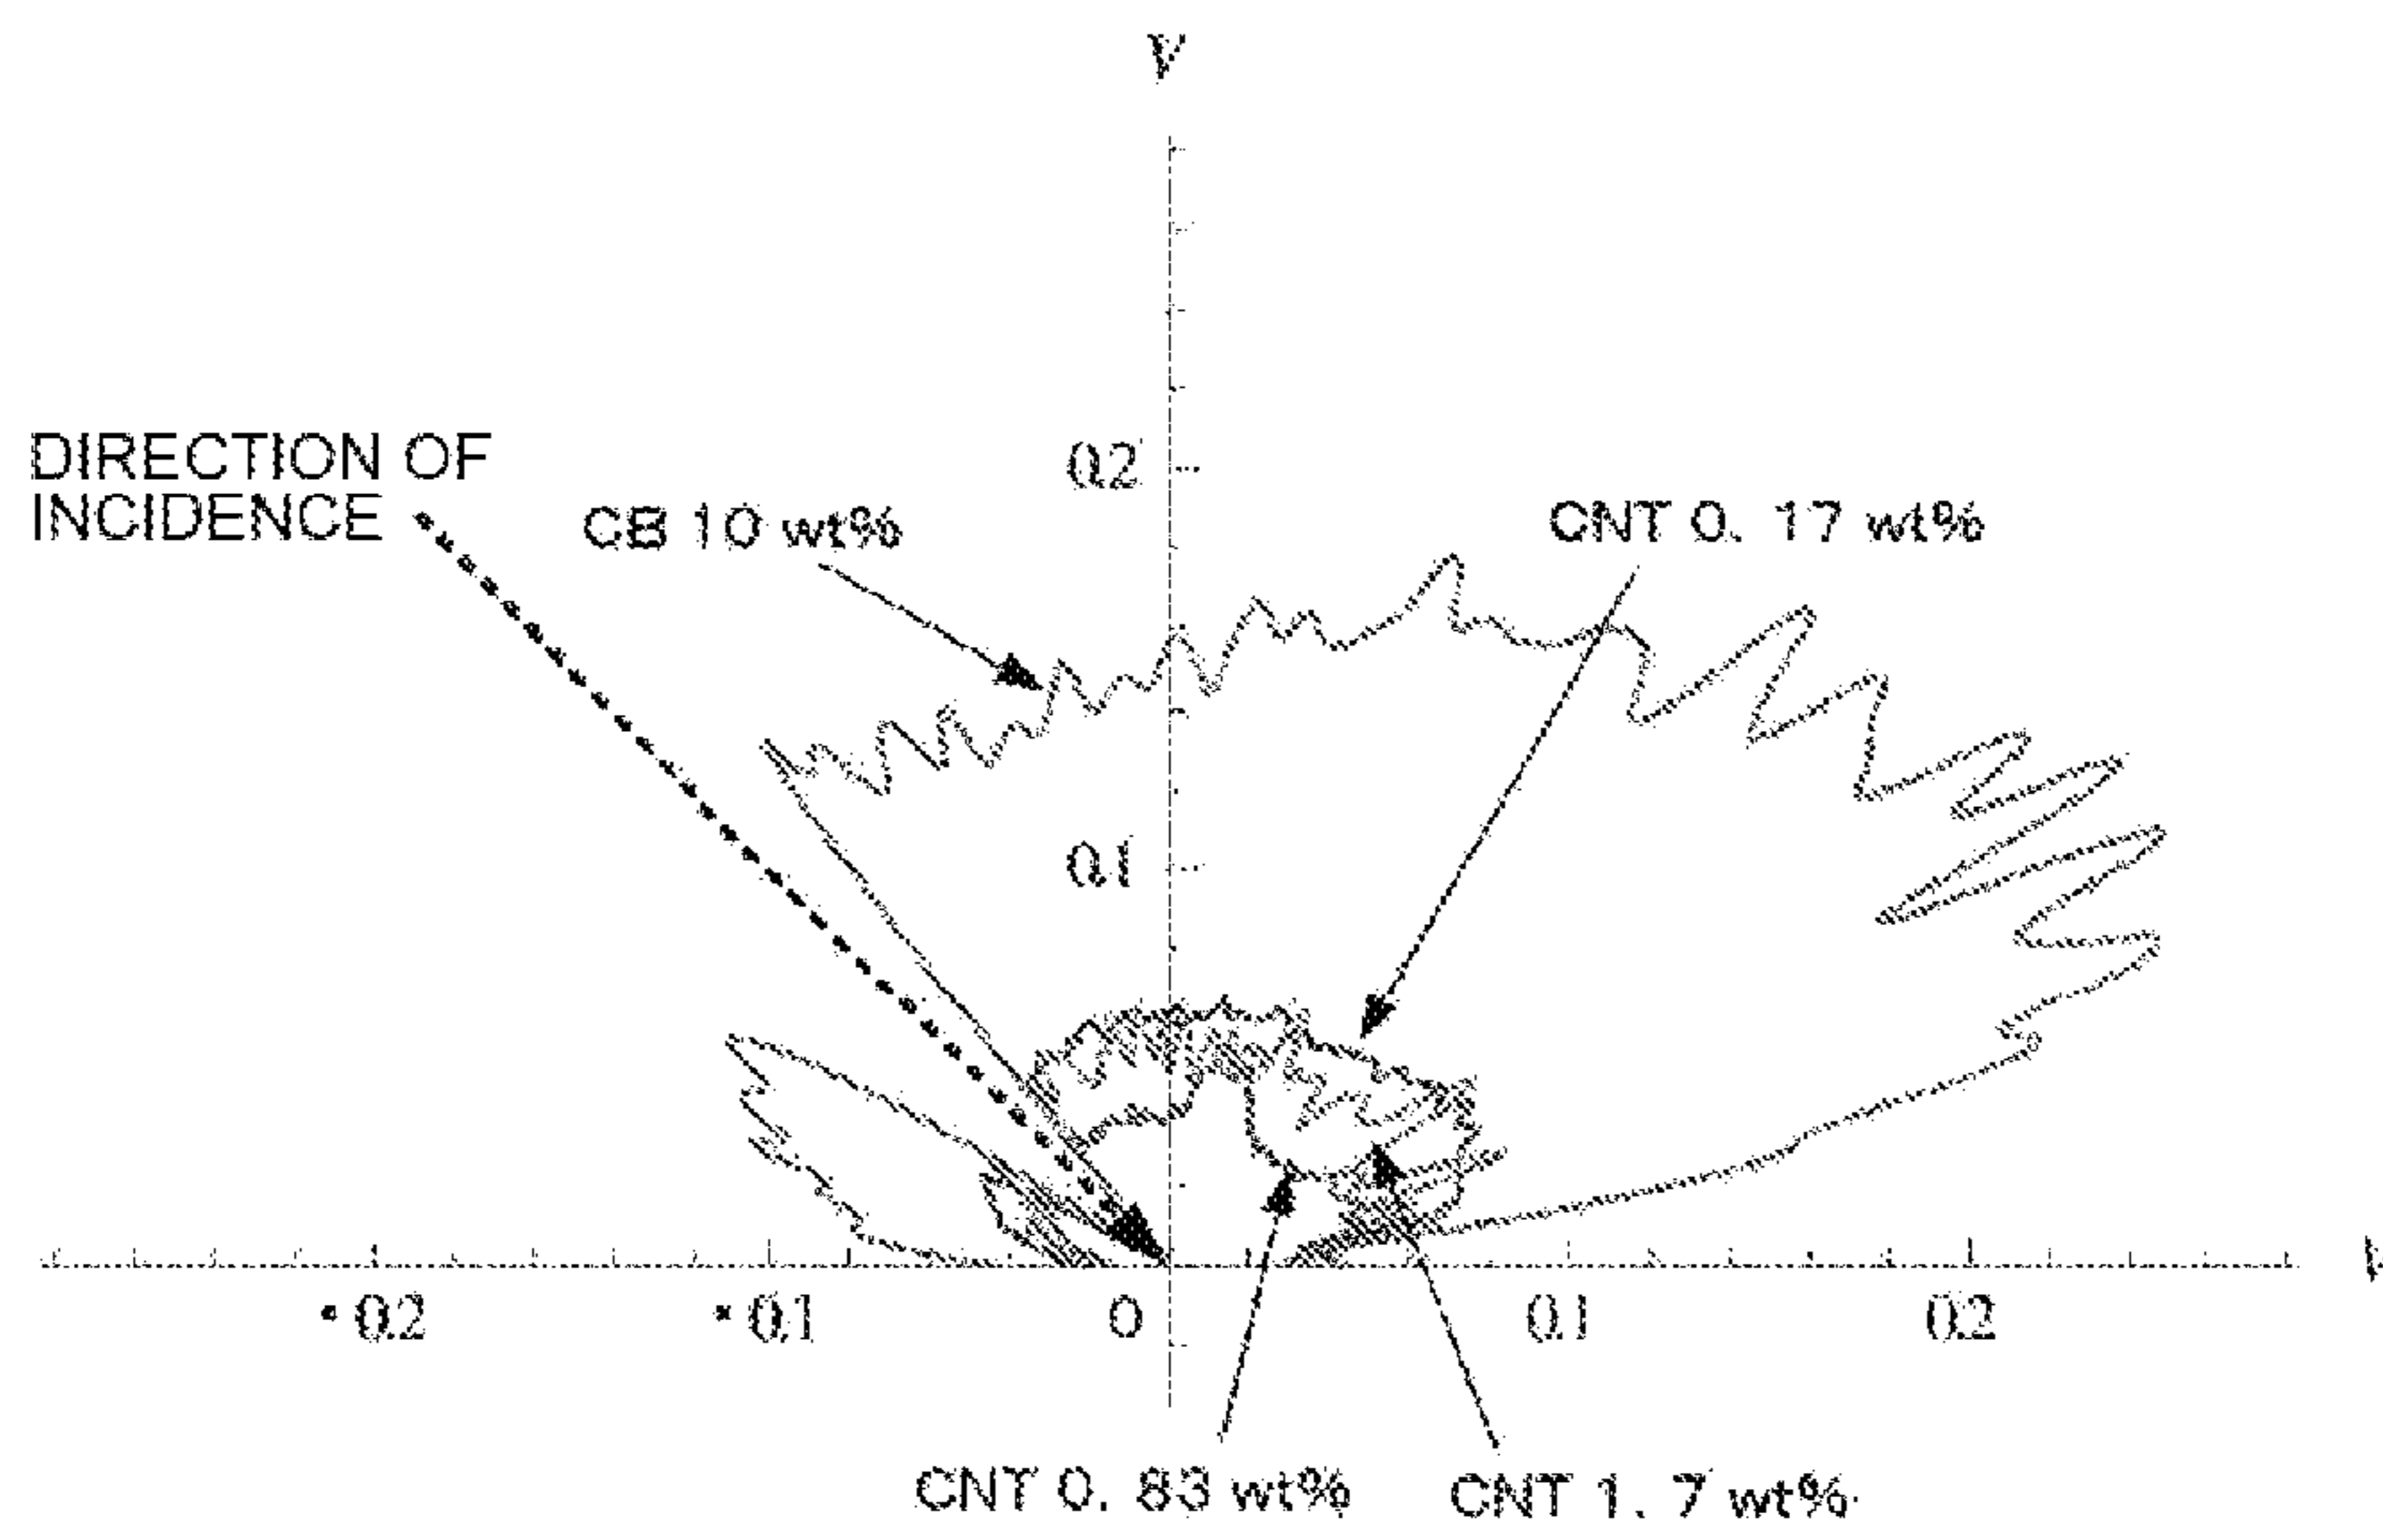 V
DIRECTION OF
INCIDENCE
CB 10 wt%
CNT 0. 17 wt%
0.2
0.1
-0.2
-0.1
0
0.1
0.2
CNT 0. 83 wt%
CNT 1. 7 wt%